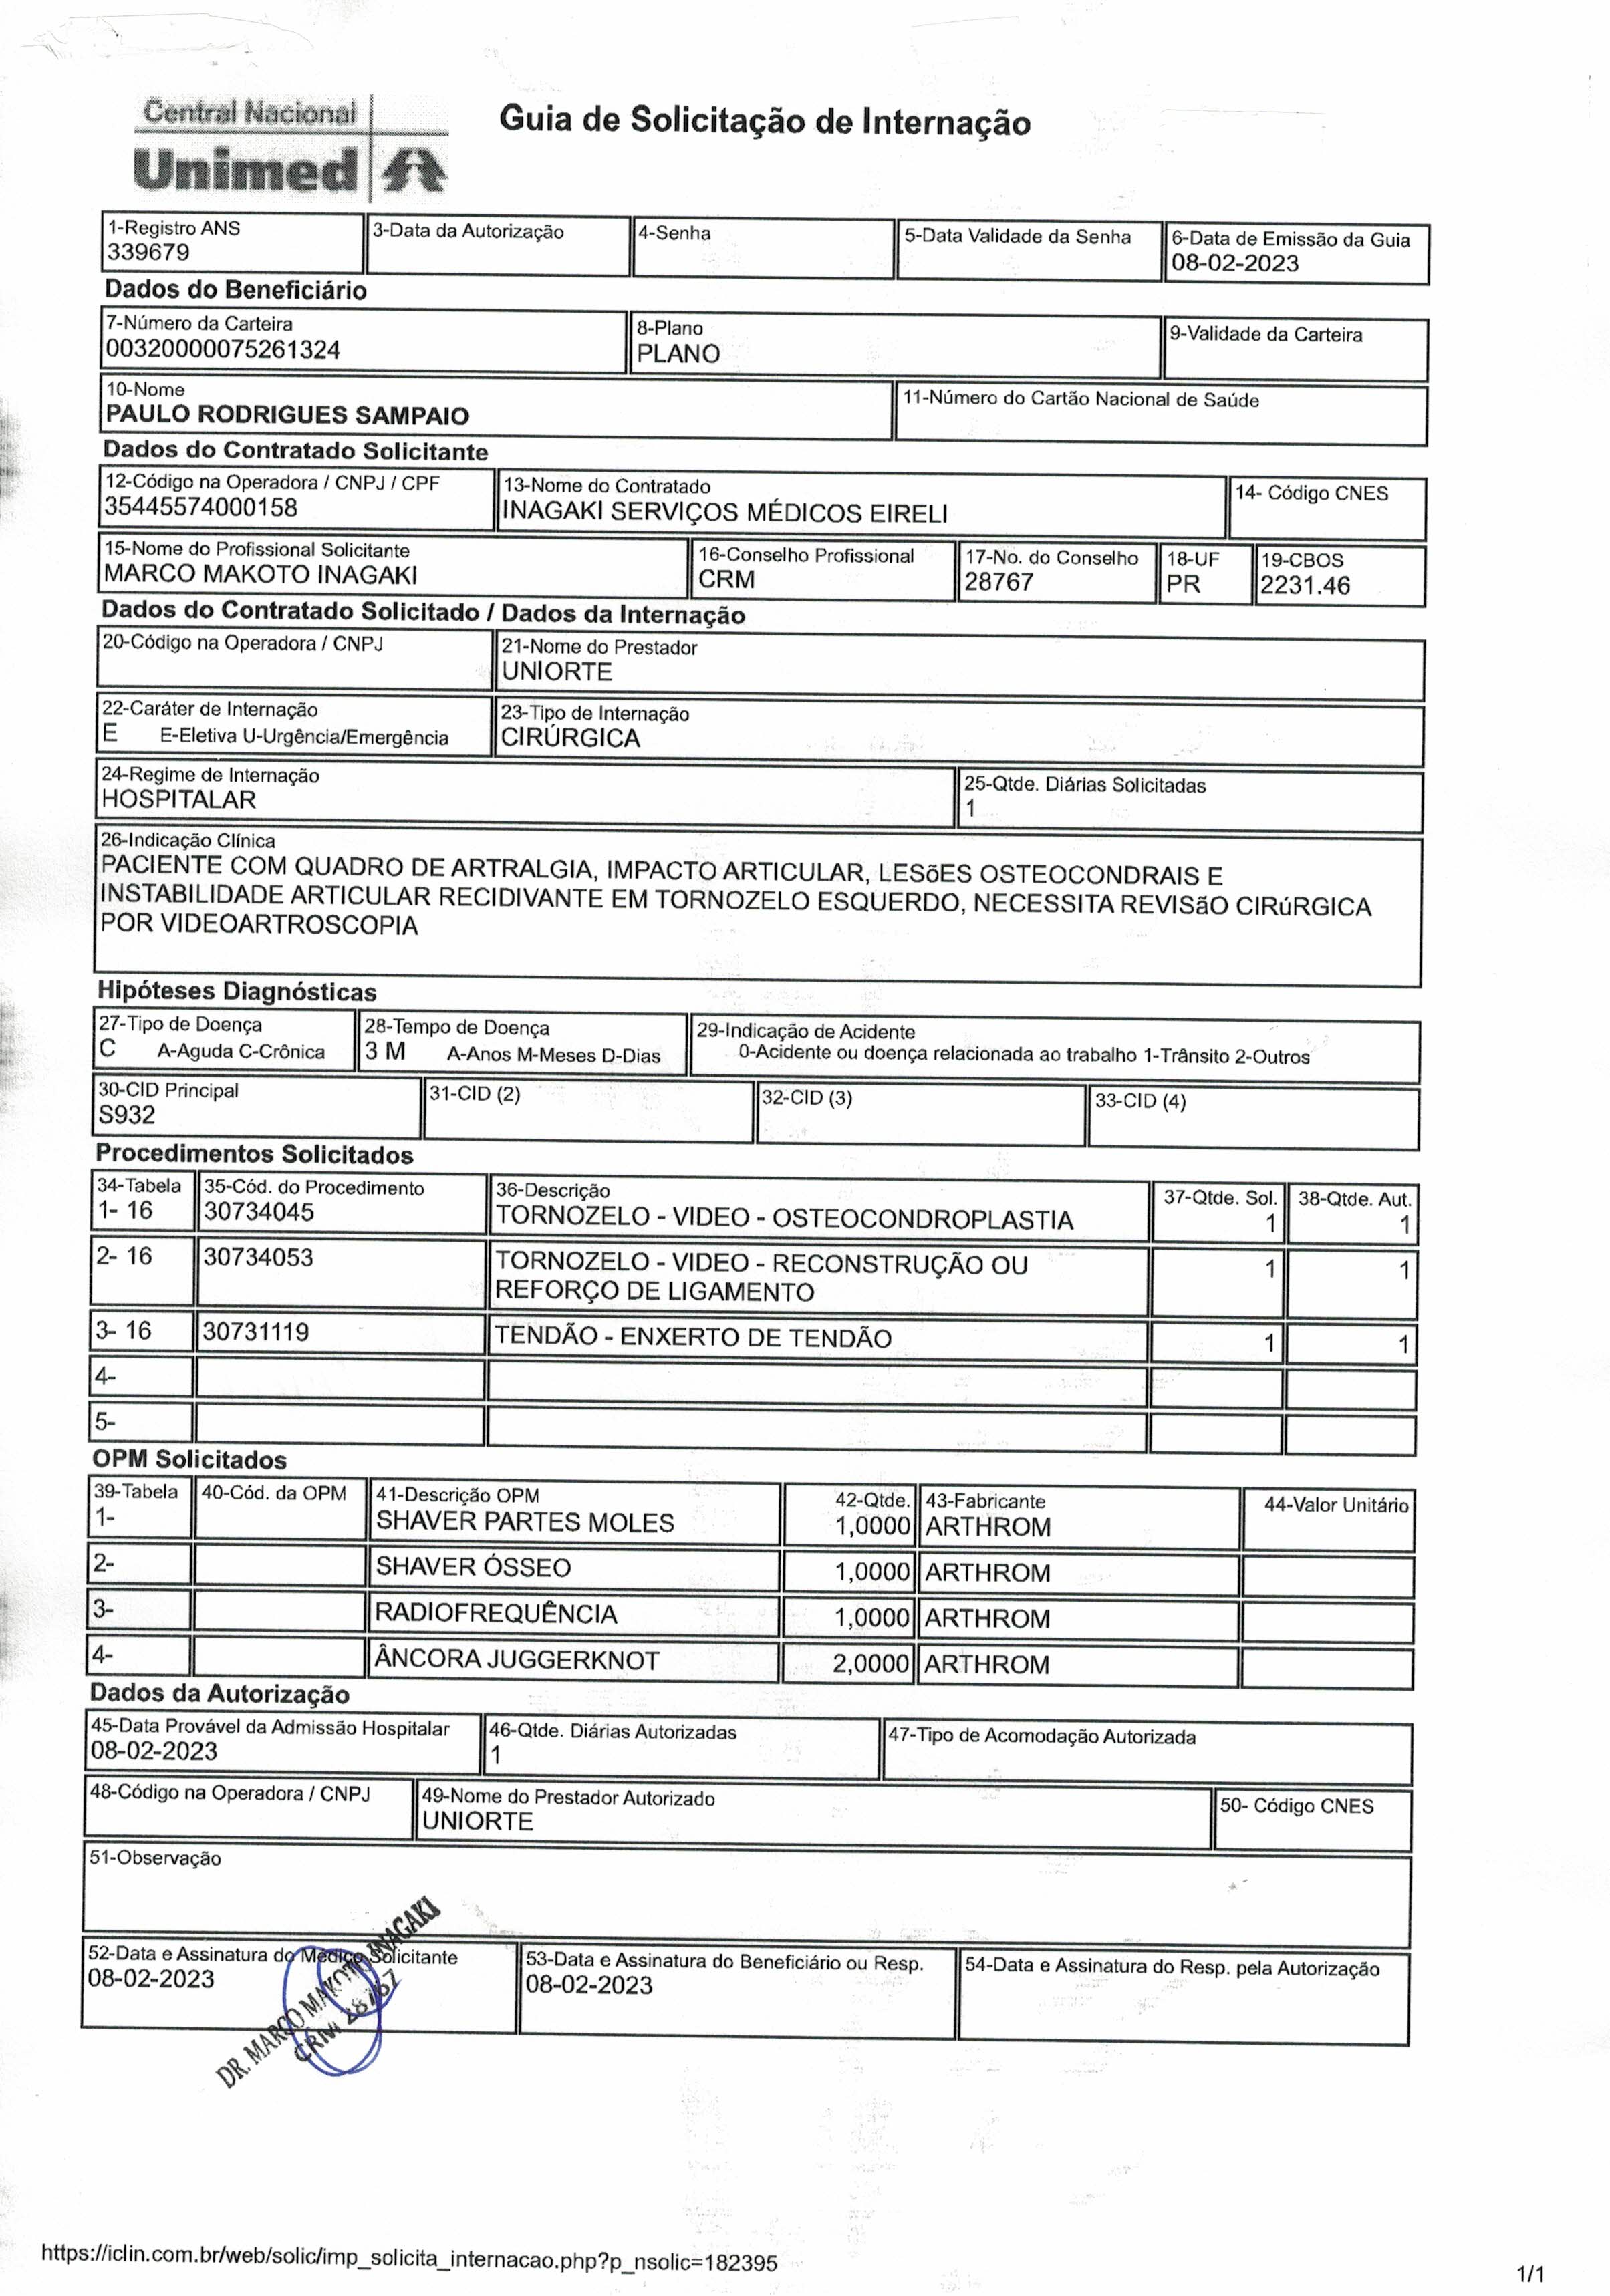 Central Nacional
Unimed
Guia de Solicitação de Internação
1-Registro ANS 3-Data da Autorização 4-Senha 5-Data Validade da Senha 6-Data de Emissão da Guia
339679 08-02-2023
Dados do Beneficiário
7-Número da Carteira 8-Plano 9-Validade da Carteira
00320000075261324 PLANO
10-Nome 11-Número do Cartão Nacional de Saúde
PAULO RODRIGUES SAMPAIO
Dados do Contratado Solicitante
12-Código na Operadora / CNPJ / CPF 13-Nome do Contratado 14- Código CNES
35445574000158 INAGAKI SERVIÇOS MÉDICOS EIRELI
15-Nome do Profissional Solicitante 16-Conselho Profissional 17-No. do Conselho 18-UF 19-CBOS
MARCO MAKOTO INAGAKI CRM 28767 PR 2231.46
Dados do Contratado Solicitado / Dados da Internação
20-Código na Operadora / CNPJ 21-Nome do Prestador
UNIORTE
22-Caráter de Internação 23-Tipo de Internação
E E-Eletiva U-Urgência/Emergência CIRÚRGICA
24-Regime de Internação 25-Qtde. Diárias Solicitadas
HOSPITALAR 1
26-Indicação Clínica
PACIENTE COM QUADRO DE ARTRALGIA, IMPACTO ARTICULAR, LESõES OSTEOCONDRAIS E
INSTABILIDADE ARTICULAR RECIDIVANTE EM TORNOZELO ESQUERDO, NECESSITA REVISãO CIRúRGICA
POR VIDEOARTROSCOPIA
Hipóteses Diagnósticas
27-Tipo de Doença 28-Tempo de Doença 29-Indicação de Acidente
C A-Aguda C-Crônica 3 M A-Anos M-Meses D-Dias 0-Acidente ou doença relacionada ao trabalho 1-Trânsito 2-Outros
30-CID Principal 31-CID (2) 32-CID (3) 33-CID (4)
S932
Procedimentos Solicitados
34-Tabela 35-Cód. do Procedimento 36-Descrição 37-Qtde. Sol. 38-Qtde. Aut.
1- 16 30734045 TORNOZELO - VIDEO - OSTEOCONDROPLASTIA 1 1
2- 16 30734053 TORNOZELO - VIDEO - RECONSTRUÇÃO OU 1 1
REFORÇO DE LIGAMENTO
3- 16 30731119 TENDÃO - ENXERTO DE TENDÃO 1 1
4-
5-
OPM Solicitados
39-Tabela 40-Cód. da OPM 41-Descrição OPM 42-Qtde. 43-Fabricante 44-Valor Unitário
1- SHAVER PARTES MOLES 1,0000 ARTHROM
2- SHAVER ÓSSEO 1,0000 ARTHROM
3- RADIOFREQUÊNCIA 1,0000 ARTHROM
4- ÂNCORA JUGGERKNOT 2,0000 ARTHROM
Dados da Autorização
45-Data Provável da Admissão Hospitalar 46-Qtde. Diárias Autorizadas 47-Tipo de Acomodação Autorizada
08-02-2023 1
48-Código na Operadora / CNPJ 49-Nome do Prestador Autorizado 50- Código CNES
UNIORTE
51-Observação
52-Data e Assinatura do Médico Solicitante 53-Data e Assinatura do Beneficiário ou Resp. 54-Data e Assinatura do Resp. pela Autorização
08-02-2023 08-02-2023
DR. MARCO MAKOTO INAGAKI
CRM 28767
https://iclin.com.br/web/solic/imp_solicita_internacao.php?p_nsolic=182395
1/1